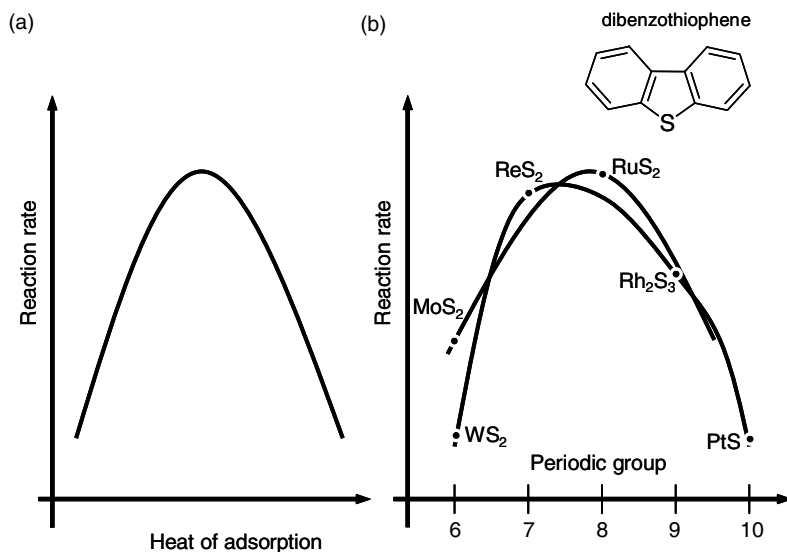 (a)
Reaction rate
Heat of adsorption
(b)
dibenzothiophene
S
Reaction rate
ReS2
RuS2
MoS2
Rh2S3
WS2
PtS
Periodic group
6 7 8 9 10